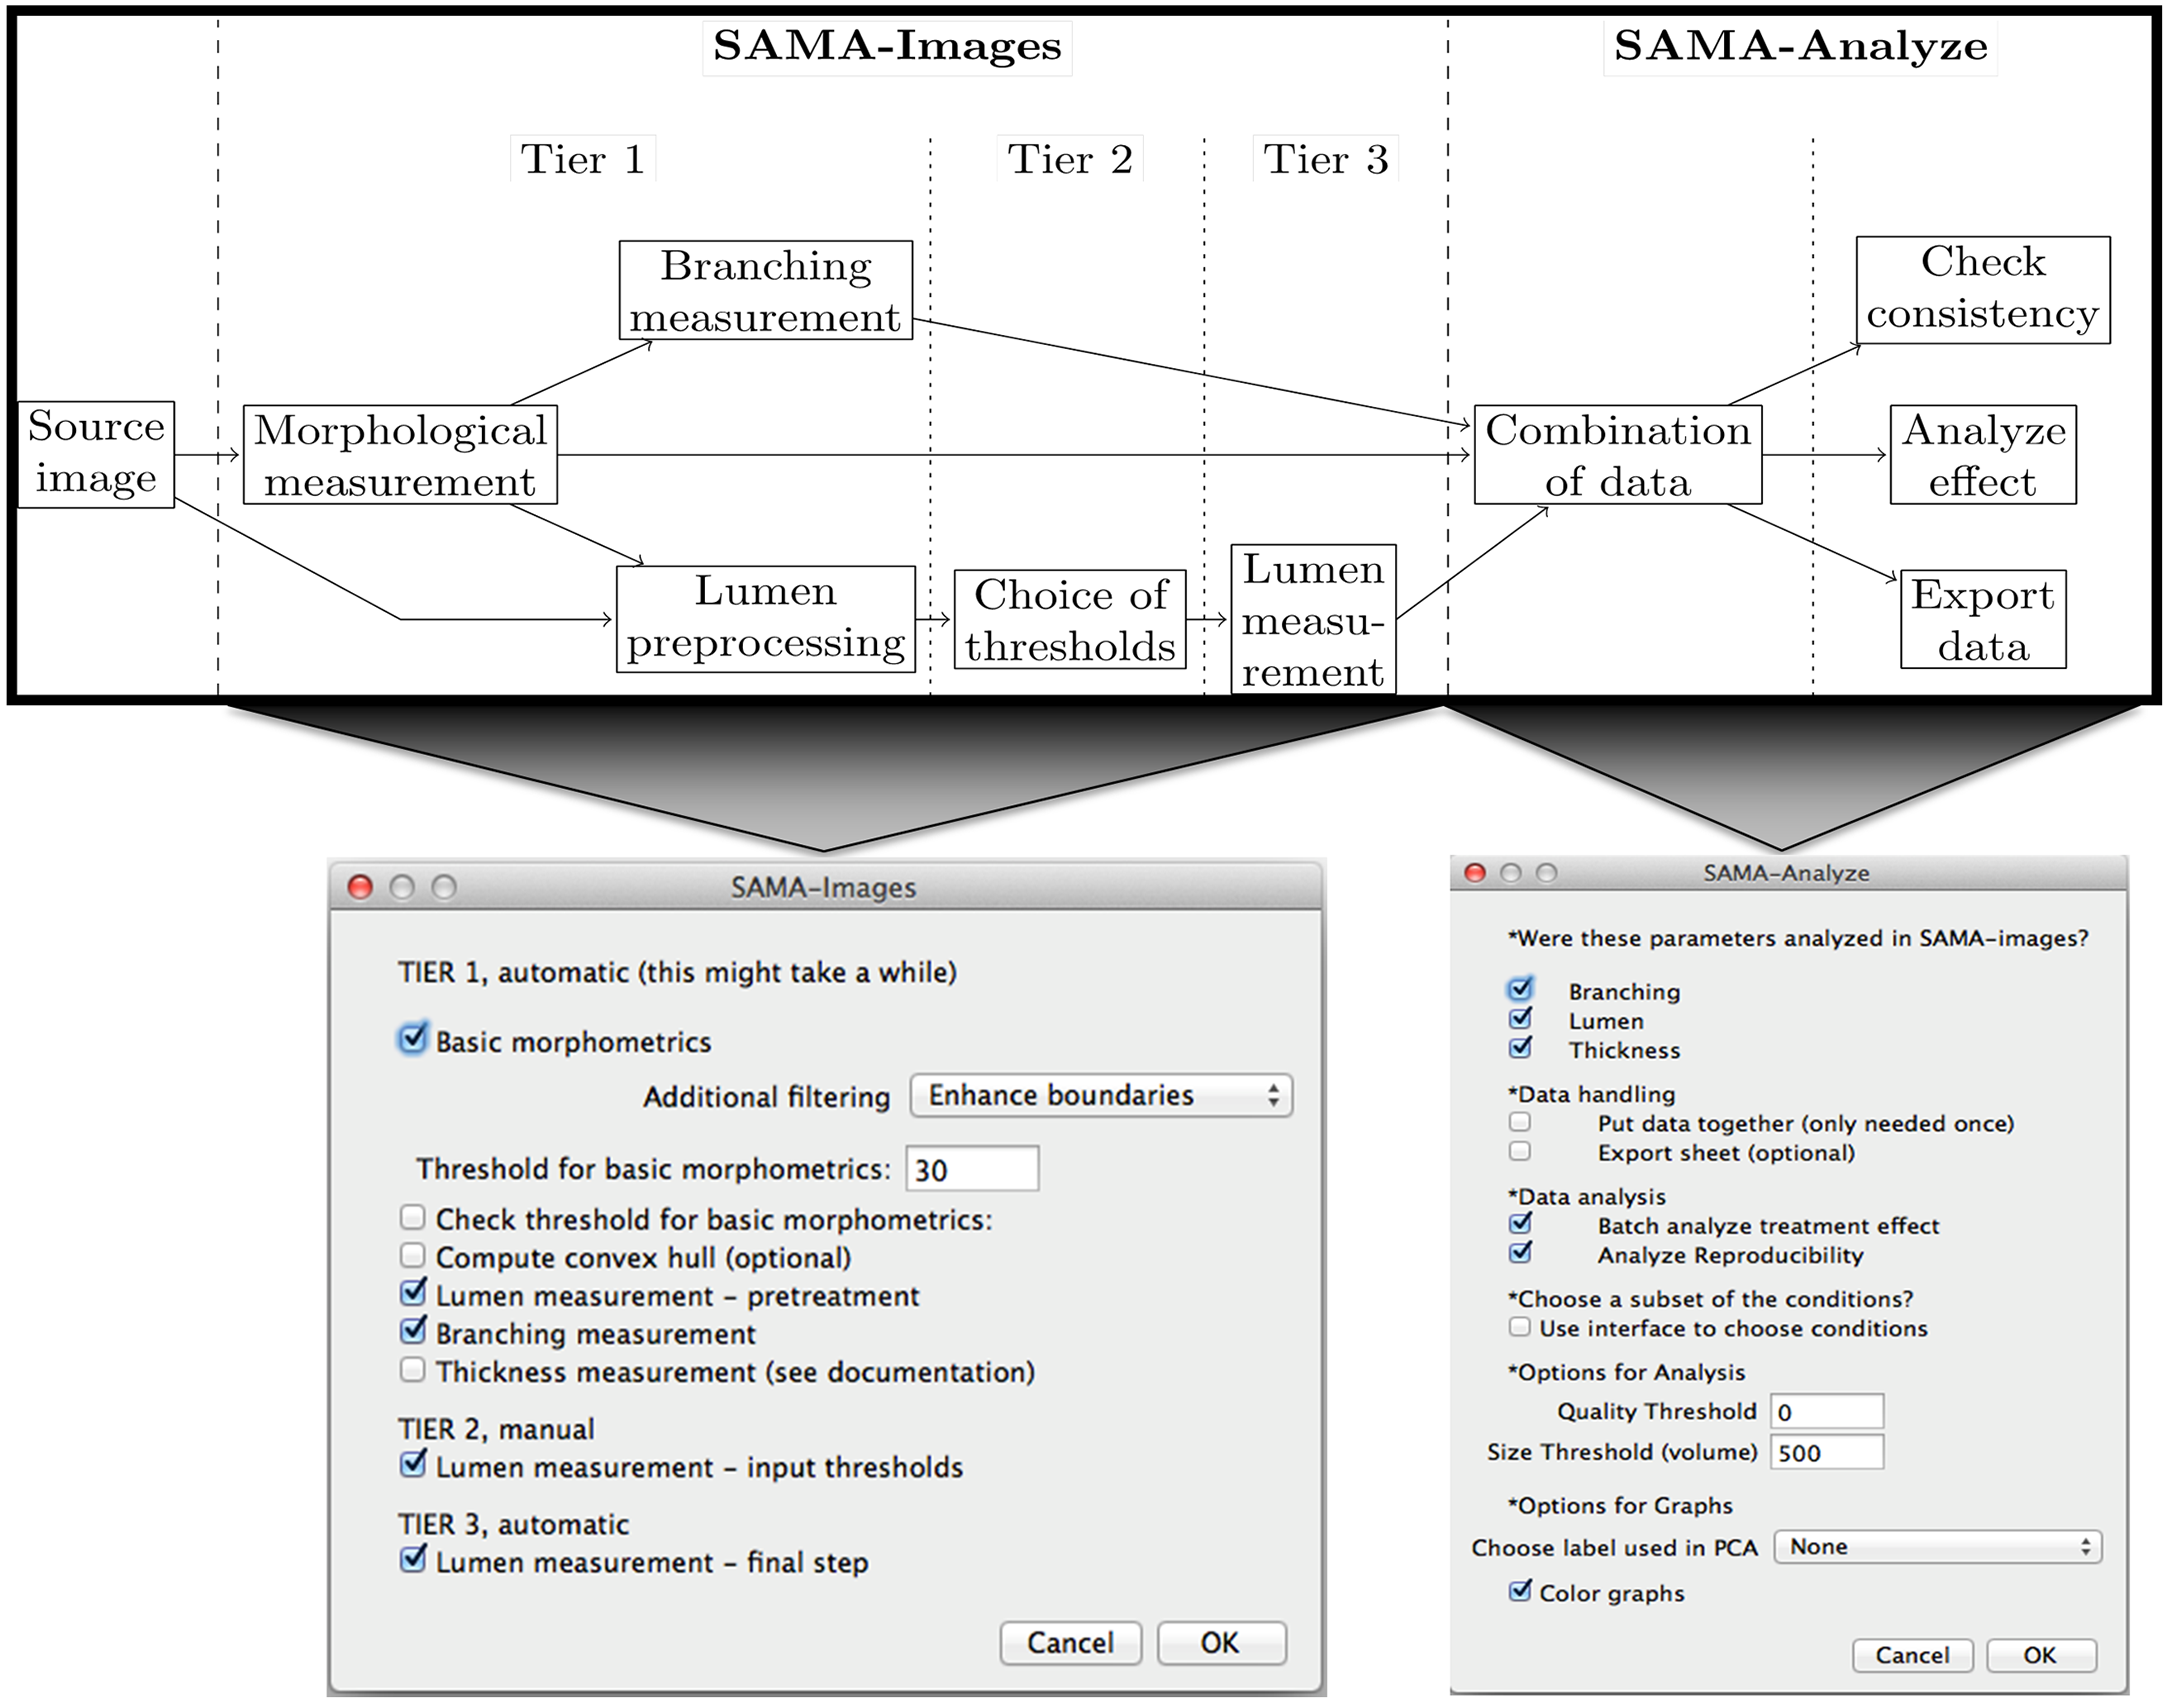 SAMA-Images
SAMA-Analyze
Tier 1
Tier 2
Tier 3
Source
image
Morphological
measurement
Branching
measurement
Lumen
preprocessing
Choice of
thresholds
Lumen
measu-
rement
Combination
of data
Check
consistency
Analyze
effect
Export
data
SAMA-Images
TIER 1, automatic (this might take a while)
Basic morphometrics
Additional filtering Enhance boundaries
Threshold for basic morphometrics: 30
Check threshold for basic morphometrics:
Compute convex hull (optional)
Lumen measurement – pretreatment
Branching measurement
Thickness measurement (see documentation)
TIER 2, manual
Lumen measurement – input thresholds
TIER 3, automatic
Lumen measurement – final step
Cancel OK
SAMA-Analyze
*Were these parameters analyzed in SAMA-images?
Branching
Lumen
Thickness
*Data handling
Put data together (only needed once)
Export sheet (optional)
*Data analysis
Batch analyze treatment effect
Analyze Reproducibility
*Choose a subset of the conditions?
Use interface to choose conditions
*Options for Analysis
Quality Threshold 0
Size Threshold (volume) 500
*Options for Graphs
Choose label used in PCA None
Color graphs
Cancel OK